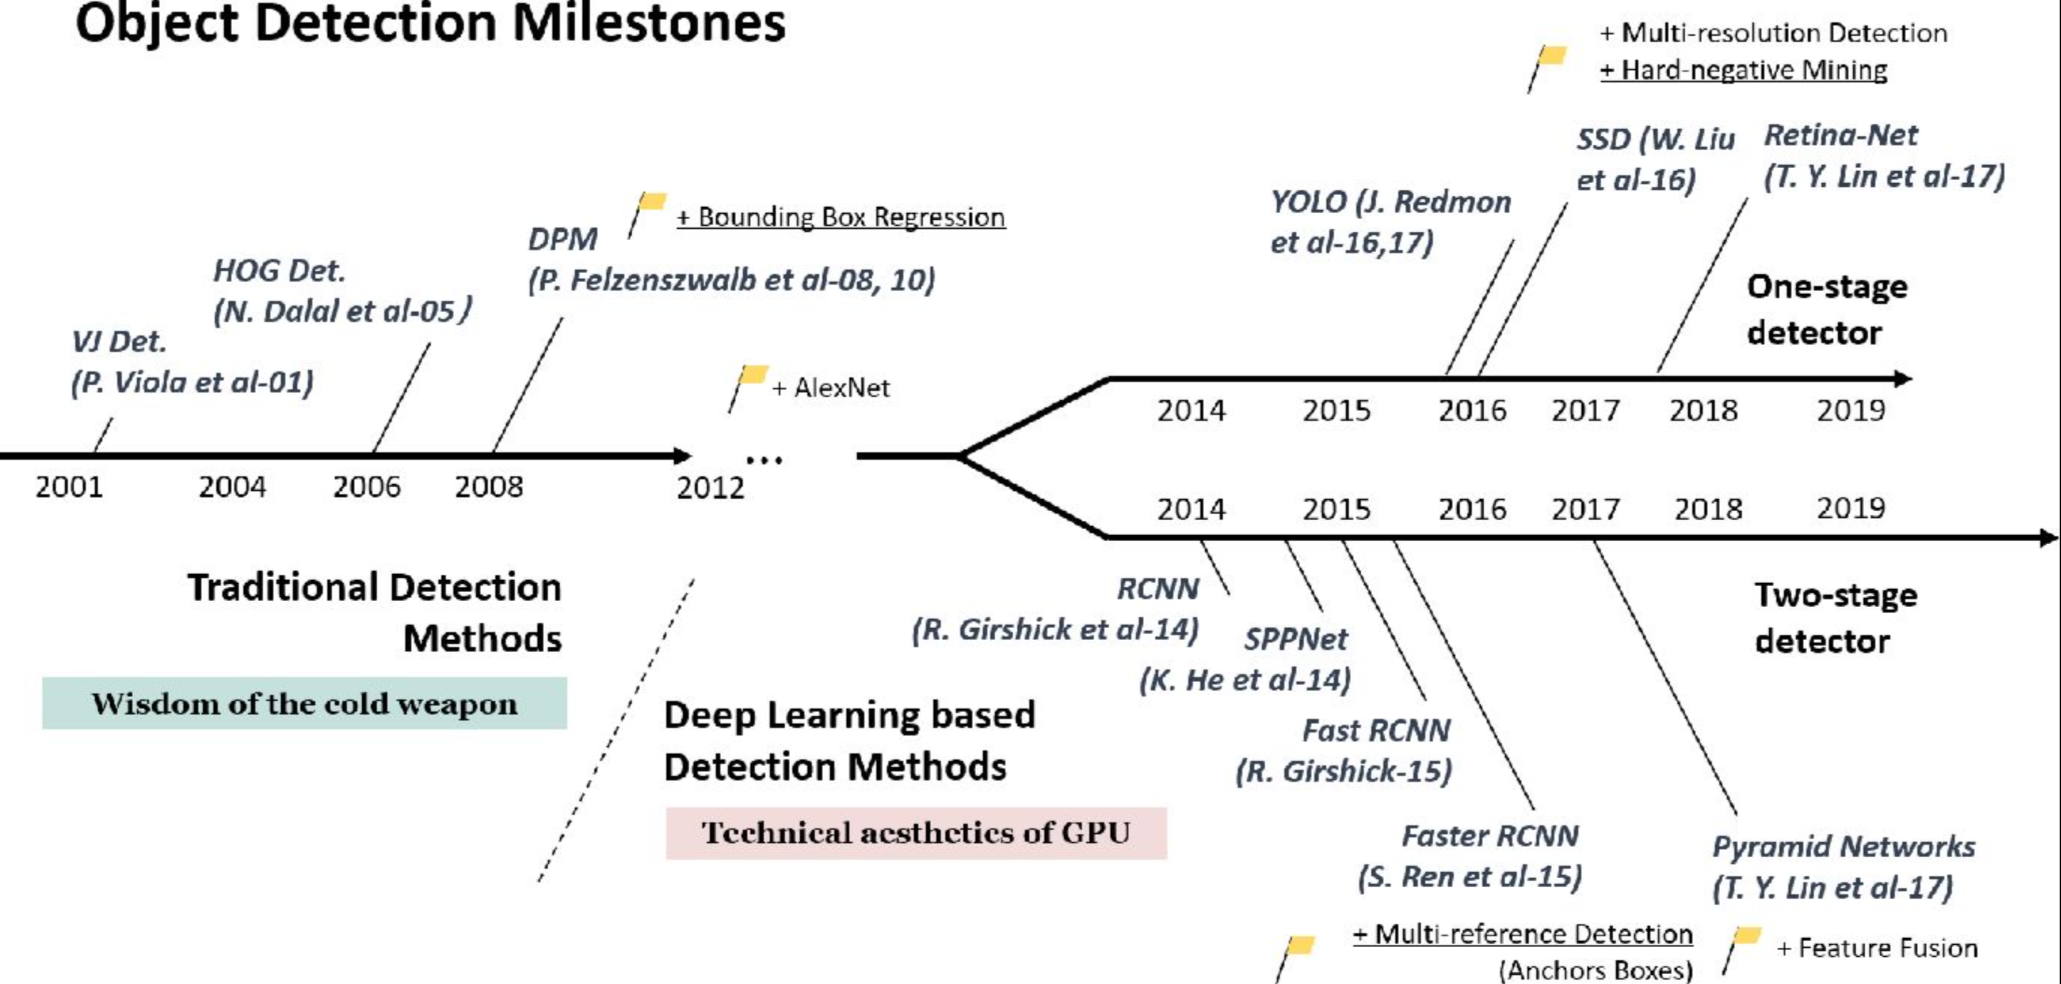 Object Detection Milestones
+ Multi-resolution Detection
+ Hard-negative Mining
SSD (W. Liu
et al-16)
Retina-Net
(T. Y. Lin et al-17)
YOLO (J. Redmon
et al-16,17)
+ Bounding Box Regression
DPM
(P. Felzenszwalb et al-08, 10)
HOG Det.
(N. Dalal et al-05)
VJ Det.
(P. Viola et al-01)
+ AlexNet
One-stage
detector
2014 2015 2016 2017 2018 2019
...
2001 2004 2006 2008 2012
2014 2015 2016 2017 2018 2019
Traditional Detection
Methods
Wisdom of the cold weapon
Deep Learning based
Detection Methods
Technical aesthetics of GPU
RCNN
(R. Girshick et al-14)
SPPNet
(K. He et al-14)
Fast RCNN
(R. Girshick-15)
Faster RCNN
(S. Ren et al-15)
Two-stage
detector
Pyramid Networks
(T. Y. Lin et al-17)
+ Multi-reference Detection
(Anchors Boxes)
+ Feature Fusion